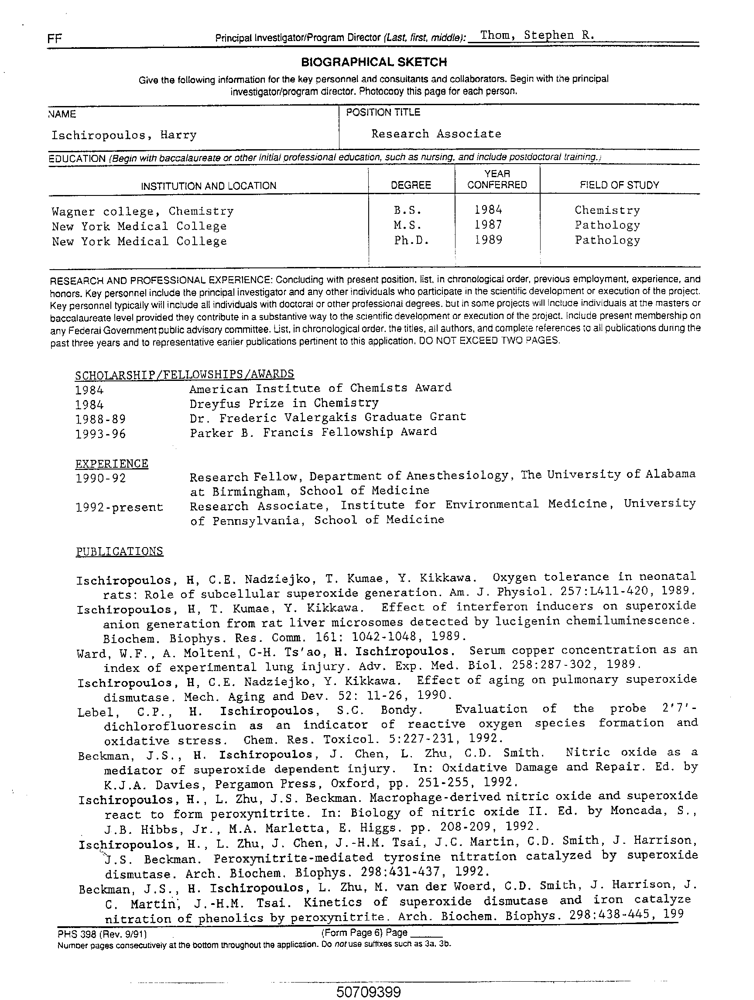 FF
Principal Investigator/Program Director (Last, first, middle): Thom, Stephen R.
BIOGRAPHICAL SKETCH
Give the following information for the key personnel and consultants and collaborators. Begin with the principal
investigator/program director. Photocopy this page for each person.
NAME POSITION TITLE
Ischiropoulos, Harry Research Associate
EDUCATION (Begin with baccalaureate or other initial professional education, such as nursing, and include postdoctoral training.)
INSTITUTION AND LOCATION DEGREE YEAR CONFERRED FIELD OF STUDY
Wagner college, Chemistry B.S. 1984 Chemistry
New York Medical College M.S. 1987 Pathology
New York Medical College Ph.D. 1989 Pathology
RESEARCH AND PROFESSIONAL EXPERIENCE: Concluding with present position, list, in chronological order, previous employment, experience, and
honors. Key personnel include the principal investigator and any other individuals who participate in the scientific development or execution of the project.
Key personnel typically will include all individuals with doctoral or other professional degrees, but in some projects will include individuals at the masters or
baccalaureate level provided they contribute in a substantive way to the scientific development or execution of the project. Include present membership on
any Federal Government public advisory committee. List, in chronological order, the titles, all authors, and complete references to all publications during the
past three years and to representative earlier publications pertinent to this application. DO NOT EXCEED TWO PAGES.
SCHOLARSHIP/FELLOWSHIPS/AWARDS
1984 American Institute of Chemists Award
1984 Dreyfus Prize in Chemistry
1988-89 Dr. Frederic Valergakis Graduate Grant
1993-96 Parker B. Francis Fellowship Award
EXPERIENCE
1990-92 Research Fellow, Department of Anesthesiology, The University of Alabama
at Birmingham, School of Medicine
1992-present Research Associate, Institute for Environmental Medicine, University
of Pennsylvania, School of Medicine
PUBLICATIONS
Ischiropoulos, H, C.E. Nadziejko, T. Kumae, Y. Kikkawa. Oxygen tolerance in neonatal
rats: Role of subcellular superoxide generation. Am. J. Physiol. 257:L411-420, 1989.
Ischiropoulos, H, T. Kumae, Y. Kikkawa. Effect of interferon inducers on superoxide
anion generation from rat liver microsomes detected by lucigenin chemiluminescence.
Biochem. Biophys. Res. Comm. 161: 1042-1048, 1989.
Ward, W.F., A. Molteni, C-H. Ts'ao, H. Ischiropoulos. Serum copper concentration as an
index of experimental lung injury. Adv. Exp. Med. Biol. 258:287-302, 1989.
Ischiropoulos, H, C.E. Nadziejko, Y. Kikkawa. Effect of aging on pulmonary superoxide
dismutase. Mech. Aging and Dev. 52: 11-26, 1990.
Lebel, C.P., H. Ischiropoulos, S.C. Bondy. Evaluation of the probe 2'7'-
dichlorofluorescin as an indicator of reactive oxygen species formation and
oxidative stress. Chem. Res. Toxicol. 5:227-231, 1992.
Beckman, J.S., H. Ischiropoulos, J. Chen, L. Zhu, C.D. Smith. Nitric oxide as a
mediator of superoxide dependent injury. In: Oxidative Damage and Repair. Ed. by
K.J.A. Davies, Pergamon Press, Oxford, pp. 251-255, 1992.
Ischiropoulos, H., L. Zhu, J.S. Beckman. Macrophage-derived nitric oxide and superoxide
react to form peroxynitrite. In: Biology of nitric oxide II. Ed. by Moncada, S.,
J.B. Hibbs, Jr., M.A. Marletta, E. Higgs. pp. 208-209, 1992.
Ischiropoulos, H., L. Zhu, J. Chen, J.-H.M. Tsai, J.C. Martin, C.D. Smith, J. Harrison,
J.S. Beckman. Peroxynitrite-mediated tyrosine nitration catalyzed by superoxide
dismutase. Arch. Biochem. Biophys. 298:431-437, 1992.
Beckman, J.S., H. Ischiropoulos, L. Zhu, M. van der Woerd, C.D. Smith, J. Harrison, J.
C. Martin, J.-H.M. Tsai. Kinetics of superoxide dismutase and iron catalyze
nitration of phenolics by peroxynitrite. Arch. Biochem. Biophys. 298:438-445, 199
PHS 398 (Rev. 9/91) (Form Page 6) Page
Number pages consecutively at the bottom throughout the application. Do not use suffixes such as 3a, 3b.
50709399